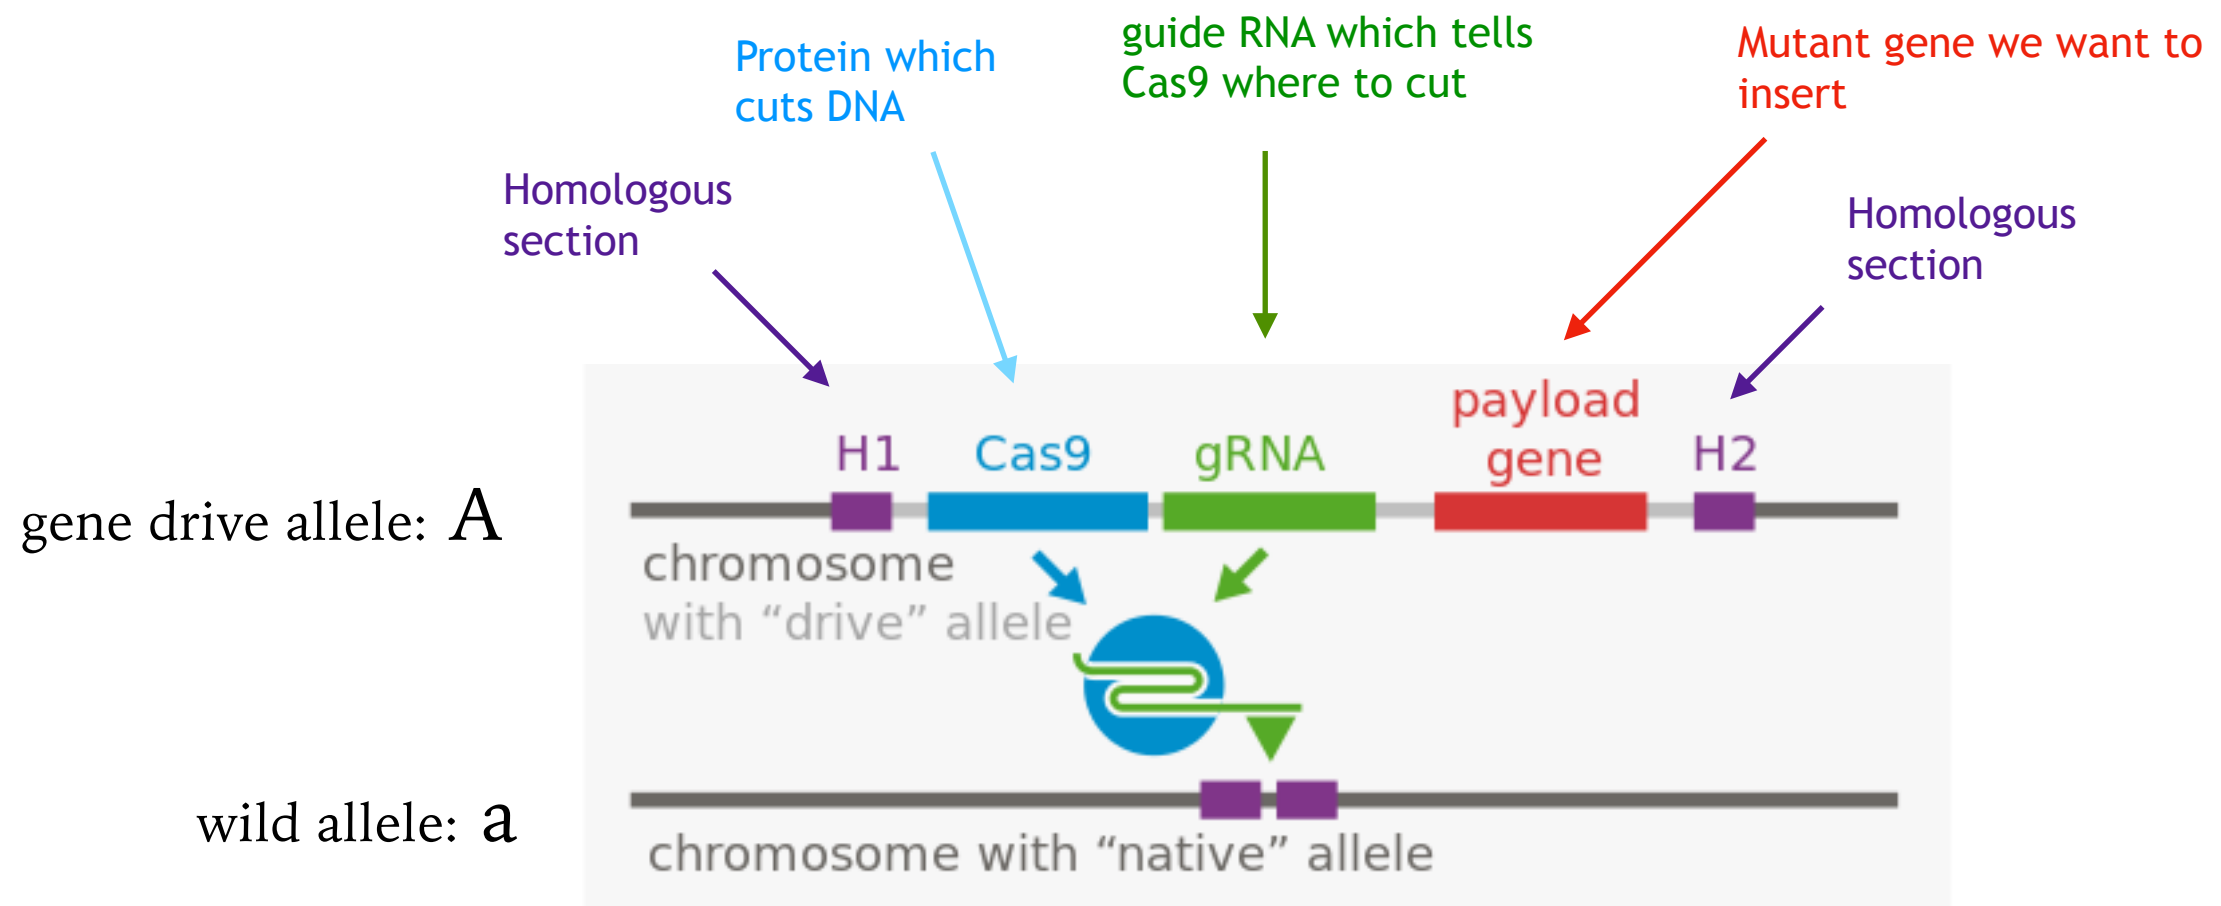 Protein which
cuts DNA
guide RNA which tells
Cas9 where to cut
Mutant gene we want to
insert
Homologous
section
Homologous
section
H1
Cas9
gRNA
payload
gene
H2
gene drive allele: A
chromosome
with “drive” allele
wild allele: a
chromosome with “native” allele